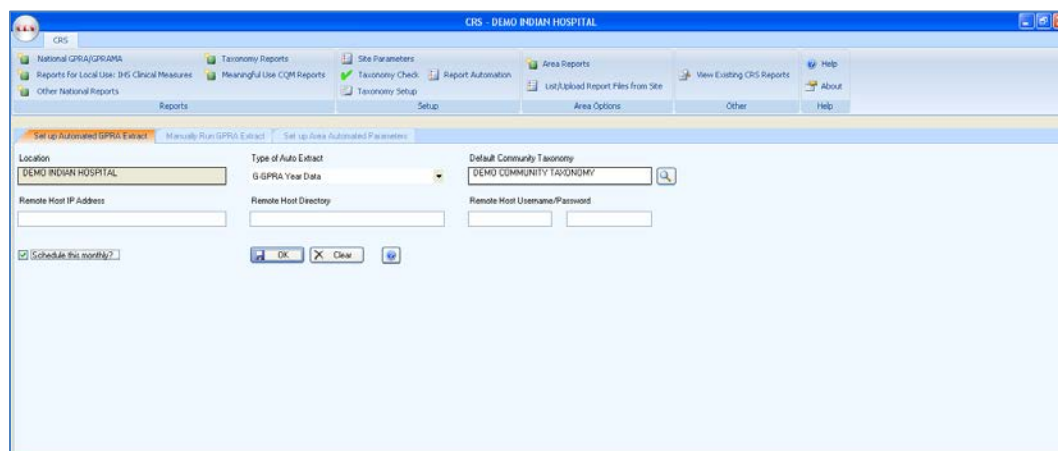 CRS - DEMO INDIAN HOSPITAL
CRS
National GPRA/GPRAMA
Taxonomy Reports
Site Parameters
Area Reports
Help
Reports for Local Use: IHS Clinical Measures
Meaningful Use CQM Reports
Taxonomy Check
Report Automation
View Existing CRS Reports
Other National Reports
Taxonomy Setup
List/Upload Report Files from Site
About
Reports
Setup
Area Options
Other
Help
Set up Automated GPRA Extract
Manually Run GPRA Extract
Set up Area Automated Parameters
Location
Type of Auto Extract
Default Community Taxonomy
DEMO INDIAN HOSPITAL
G-GPRA Year Data
DEMO COMMUNITY TAXONOMY
Remote Host IP Address
Remote Host Directory
Remote Host Username/Password
Schedule this monthly?
OK
Clear